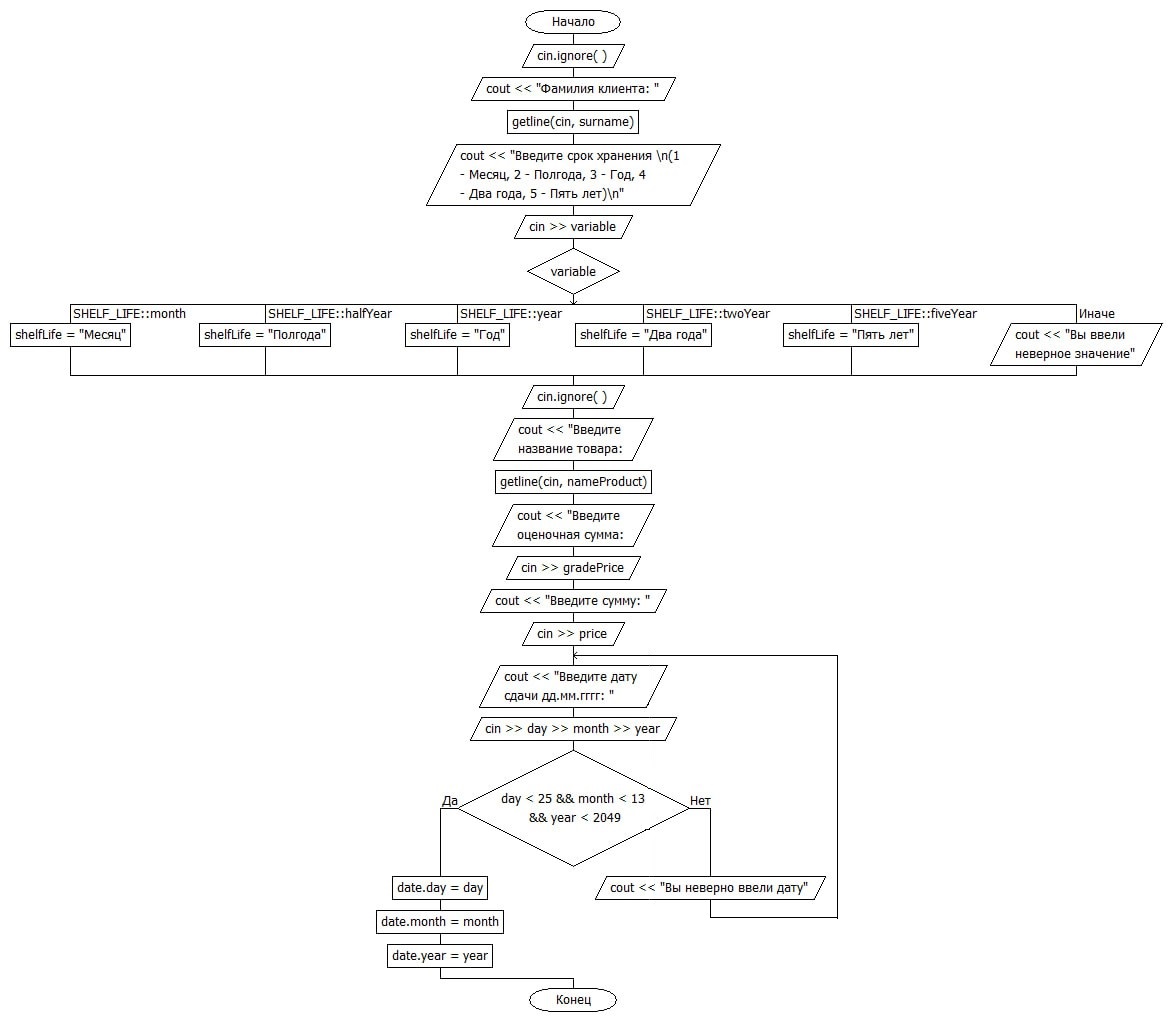 Начало
cin.ignore( )
cout << "Фамилия клиента: "
getline(cin, surname)
cout << "Введите срок хранения \n(1
- Месяц, 2 - Полгода, 3 - Год, 4
- Два года, 5 - Пять лет)\n"
cin >> variable
variable
SHELF_LIFE::month
shelfLife = "Месяц"
SHELF_LIFE::halfYear
shelfLife = "Полгода"
SHELF_LIFE::year
shelfLife = "Год"
SHELF_LIFE::twoYear
shelfLife = "Два года"
SHELF_LIFE::fiveYear
shelfLife = "Пять лет"
Иначе
cout << "Вы ввели
неверное значение"
cin.ignore( )
cout << "Введите
название товара:
getline(cin, nameProduct)
cout << "Введите
оценочная сумма:
cin >> gradePrice
cout << "Введите сумму: "
cin >> price
cout << "Введите дату
сдачи дд.мм.гггг: "
cin >> day >> month >> year
day < 25 && month < 13
&& year < 2049
Да
Нет
date.day = day
date.month = month
date.year = year
cout << "Вы неверно ввели дату"
Конец